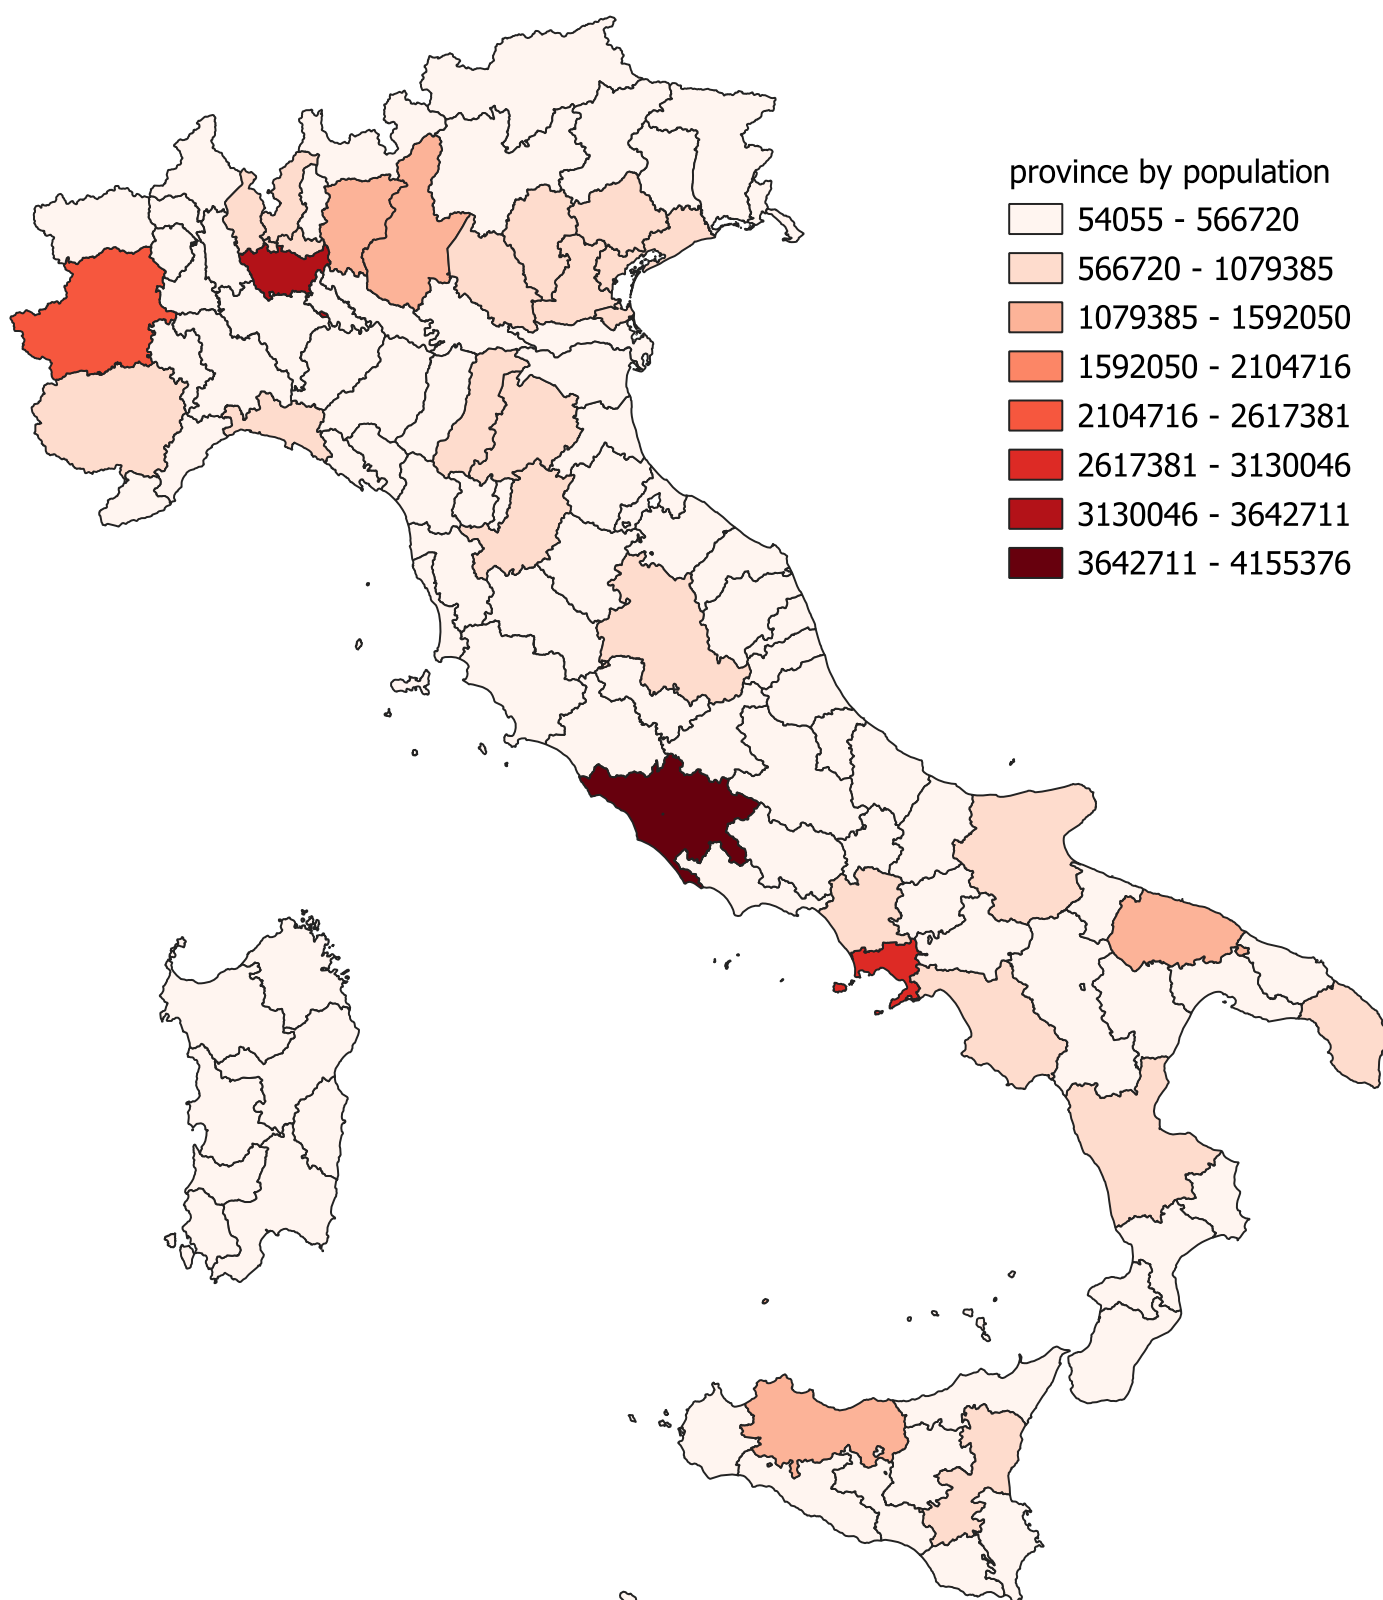 province by population
54055 - 566720
566720 - 1079385
1079385 - 1592050
1592050 - 2104716
2104716 - 2617381
2617381 - 3130046
3130046 - 3642711
3642711 - 4155376